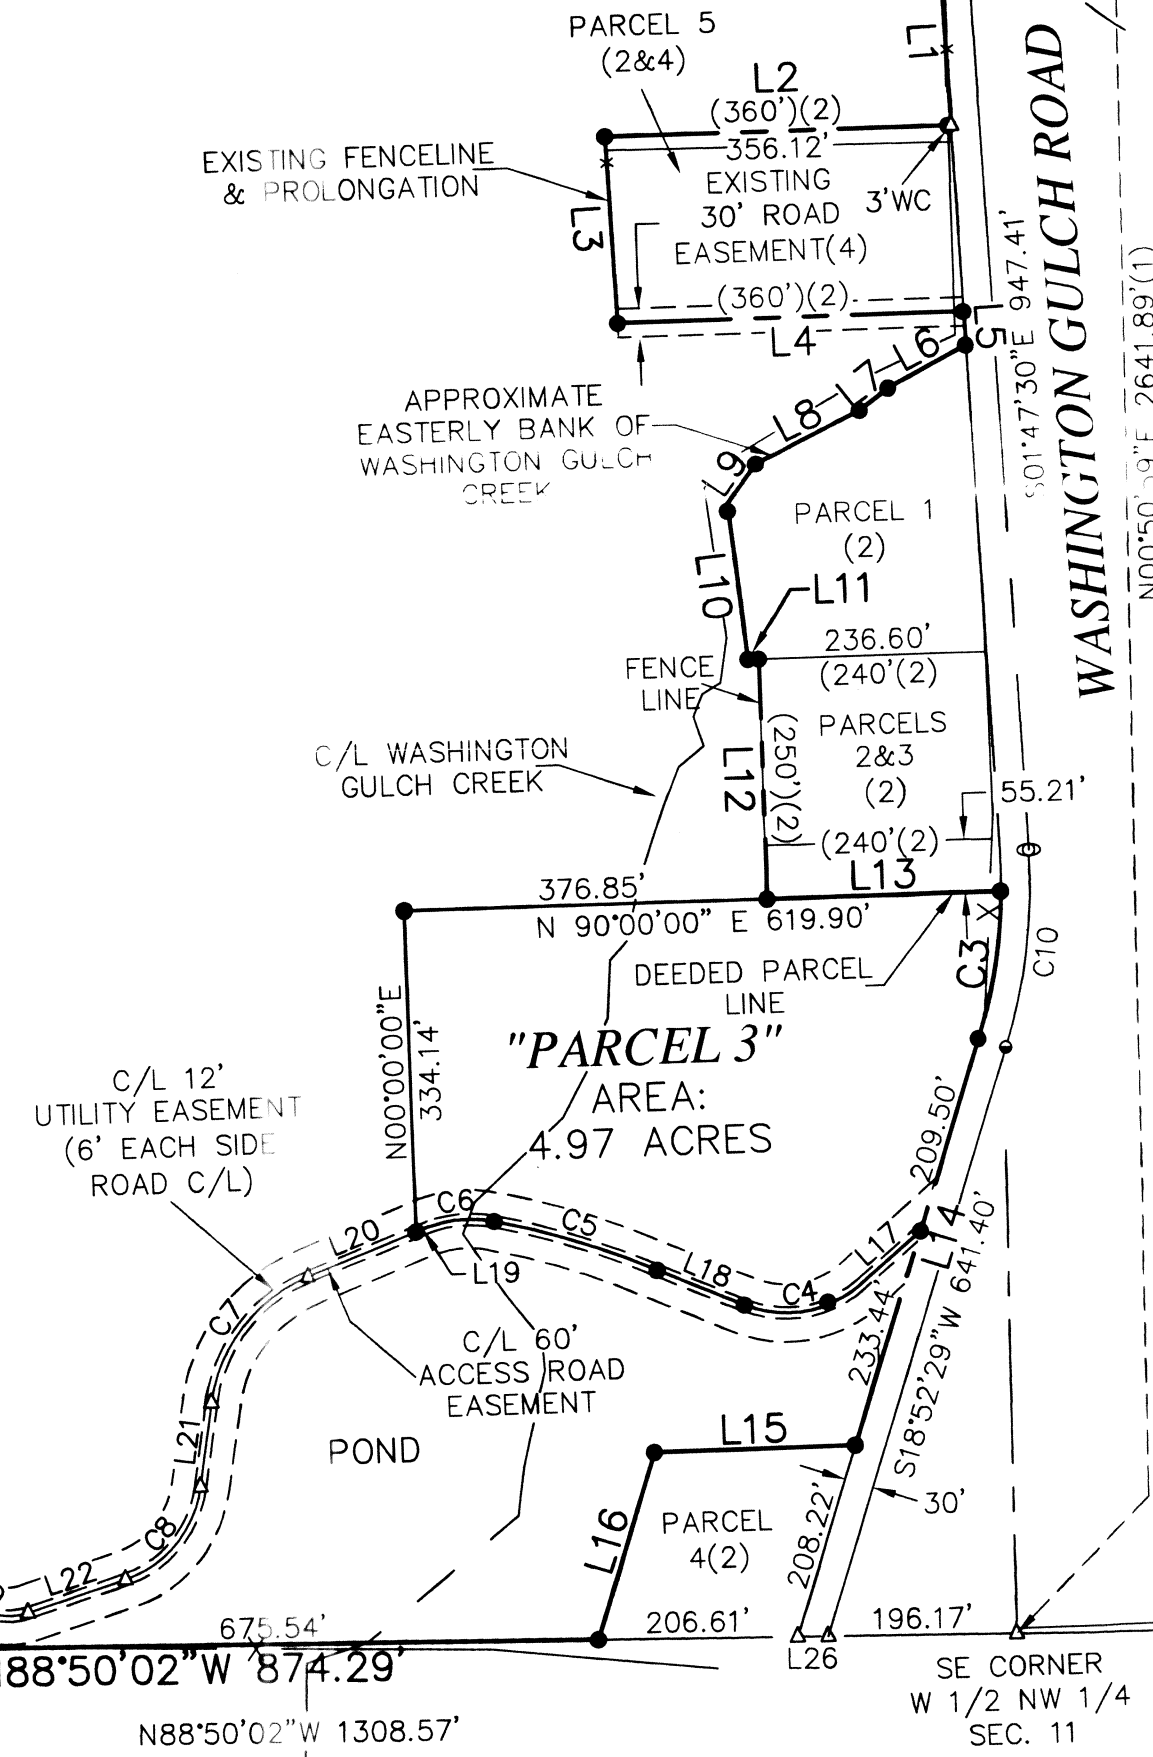 PARCEL 5
(2&4)
L1
L2
(360')(2)
356.12'
EXISTING FENCELINE
& PROLONGATION
EXISTING
30' ROAD
EASEMENT(4)
3'WC
L3
(360')(2)
L4
L5
WASHINGTON GULCH ROAD
S01°47'30"E 947.41'
2641.89'(1)
L6
L7
L8
L9
APPROXIMATE
EASTERLY BANK OF
WASHINGTON GULCH
CREEK
PARCEL 1
(2)
L10
L11
236.60'
(240'(2)
FENCE
LINE
PARCELS
2&3
(2)
L12
(250')(2)
C/L WASHINGTON
GULCH CREEK
55.21'
(240'(2)
L13
376.85'
N 90°00'00" E 619.90'
DEEDED PARCEL
LINE
C3
C10
"PARCEL 3"
AREA:
4.97 ACRES
N00°00'00"E
334.14'
C/L 12'
UTILITY EASEMENT
(6' EACH SIDE
ROAD C/L)
209.50'
C6
C5
L20
L19
L18
C4
L17
L14
S18°52'29"W 641.40'
233.44'
C7
C/L 60'
ACCESS ROAD
EASEMENT
L21
POND
L15
L16
PARCEL
4(2)
208.22'
30'
C8
L22
675.54'
206.61'
196.17'
L26
88°50'02"W 874.29'
SE CORNER
W 1/2 NW 1/4
SEC. 11
N88°50'02"W 1308.57'